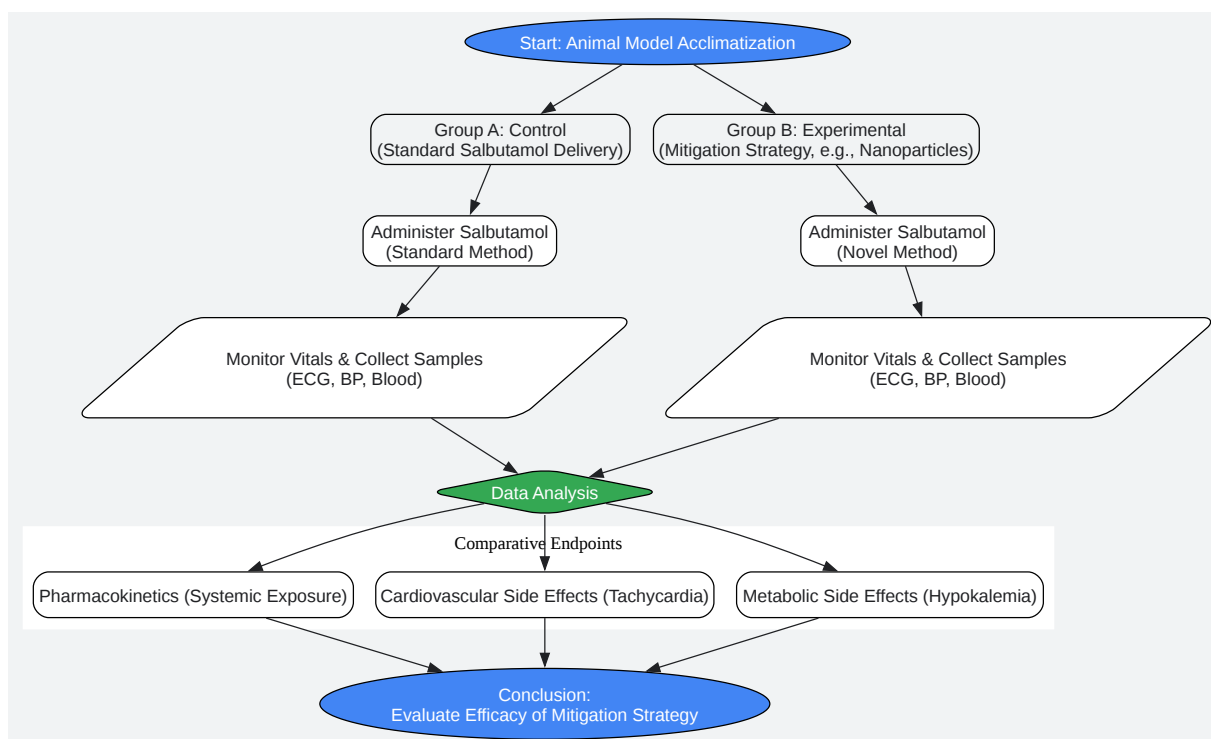 Start: Animal Model Acclimatization
Group A: Control
(Standard Salbutamol Delivery)
Group B: Experimental
(Mitigation Strategy, e.g., Nanoparticles)
Administer Salbutamol
(Standard Method)
Administer Salbutamol
(Novel Method)
Monitor Vitals & Collect Samples
(ECG, BP, Blood)
Monitor Vitals & Collect Samples
(ECG, BP, Blood)
Data Analysis
Comparative Endpoints
Pharmacokinetics (Systemic Exposure)
Cardiovascular Side Effects (Tachycardia)
Metabolic Side Effects (Hypokalemia)
Conclusion:
Evaluate Efficacy of Mitigation Strategy